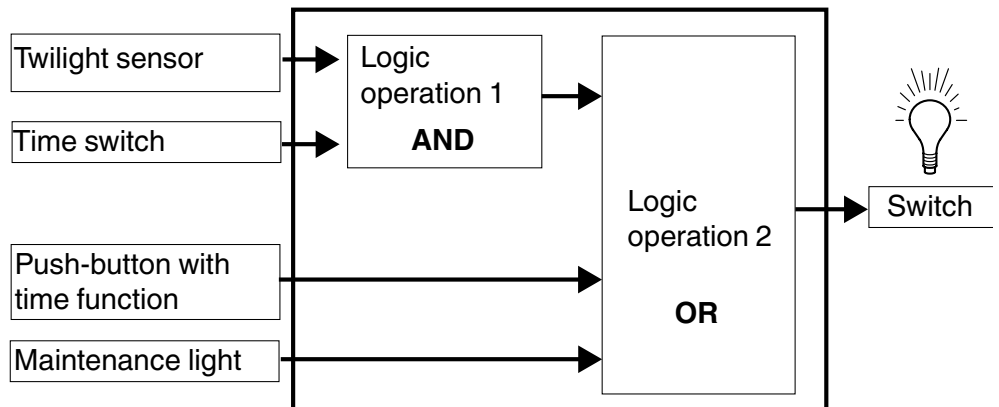 Twilight sensor
Time switch
Push-button with
time function
Maintenance light
Logic
operation 1
AND
Logic
operation 2
OR
Switch